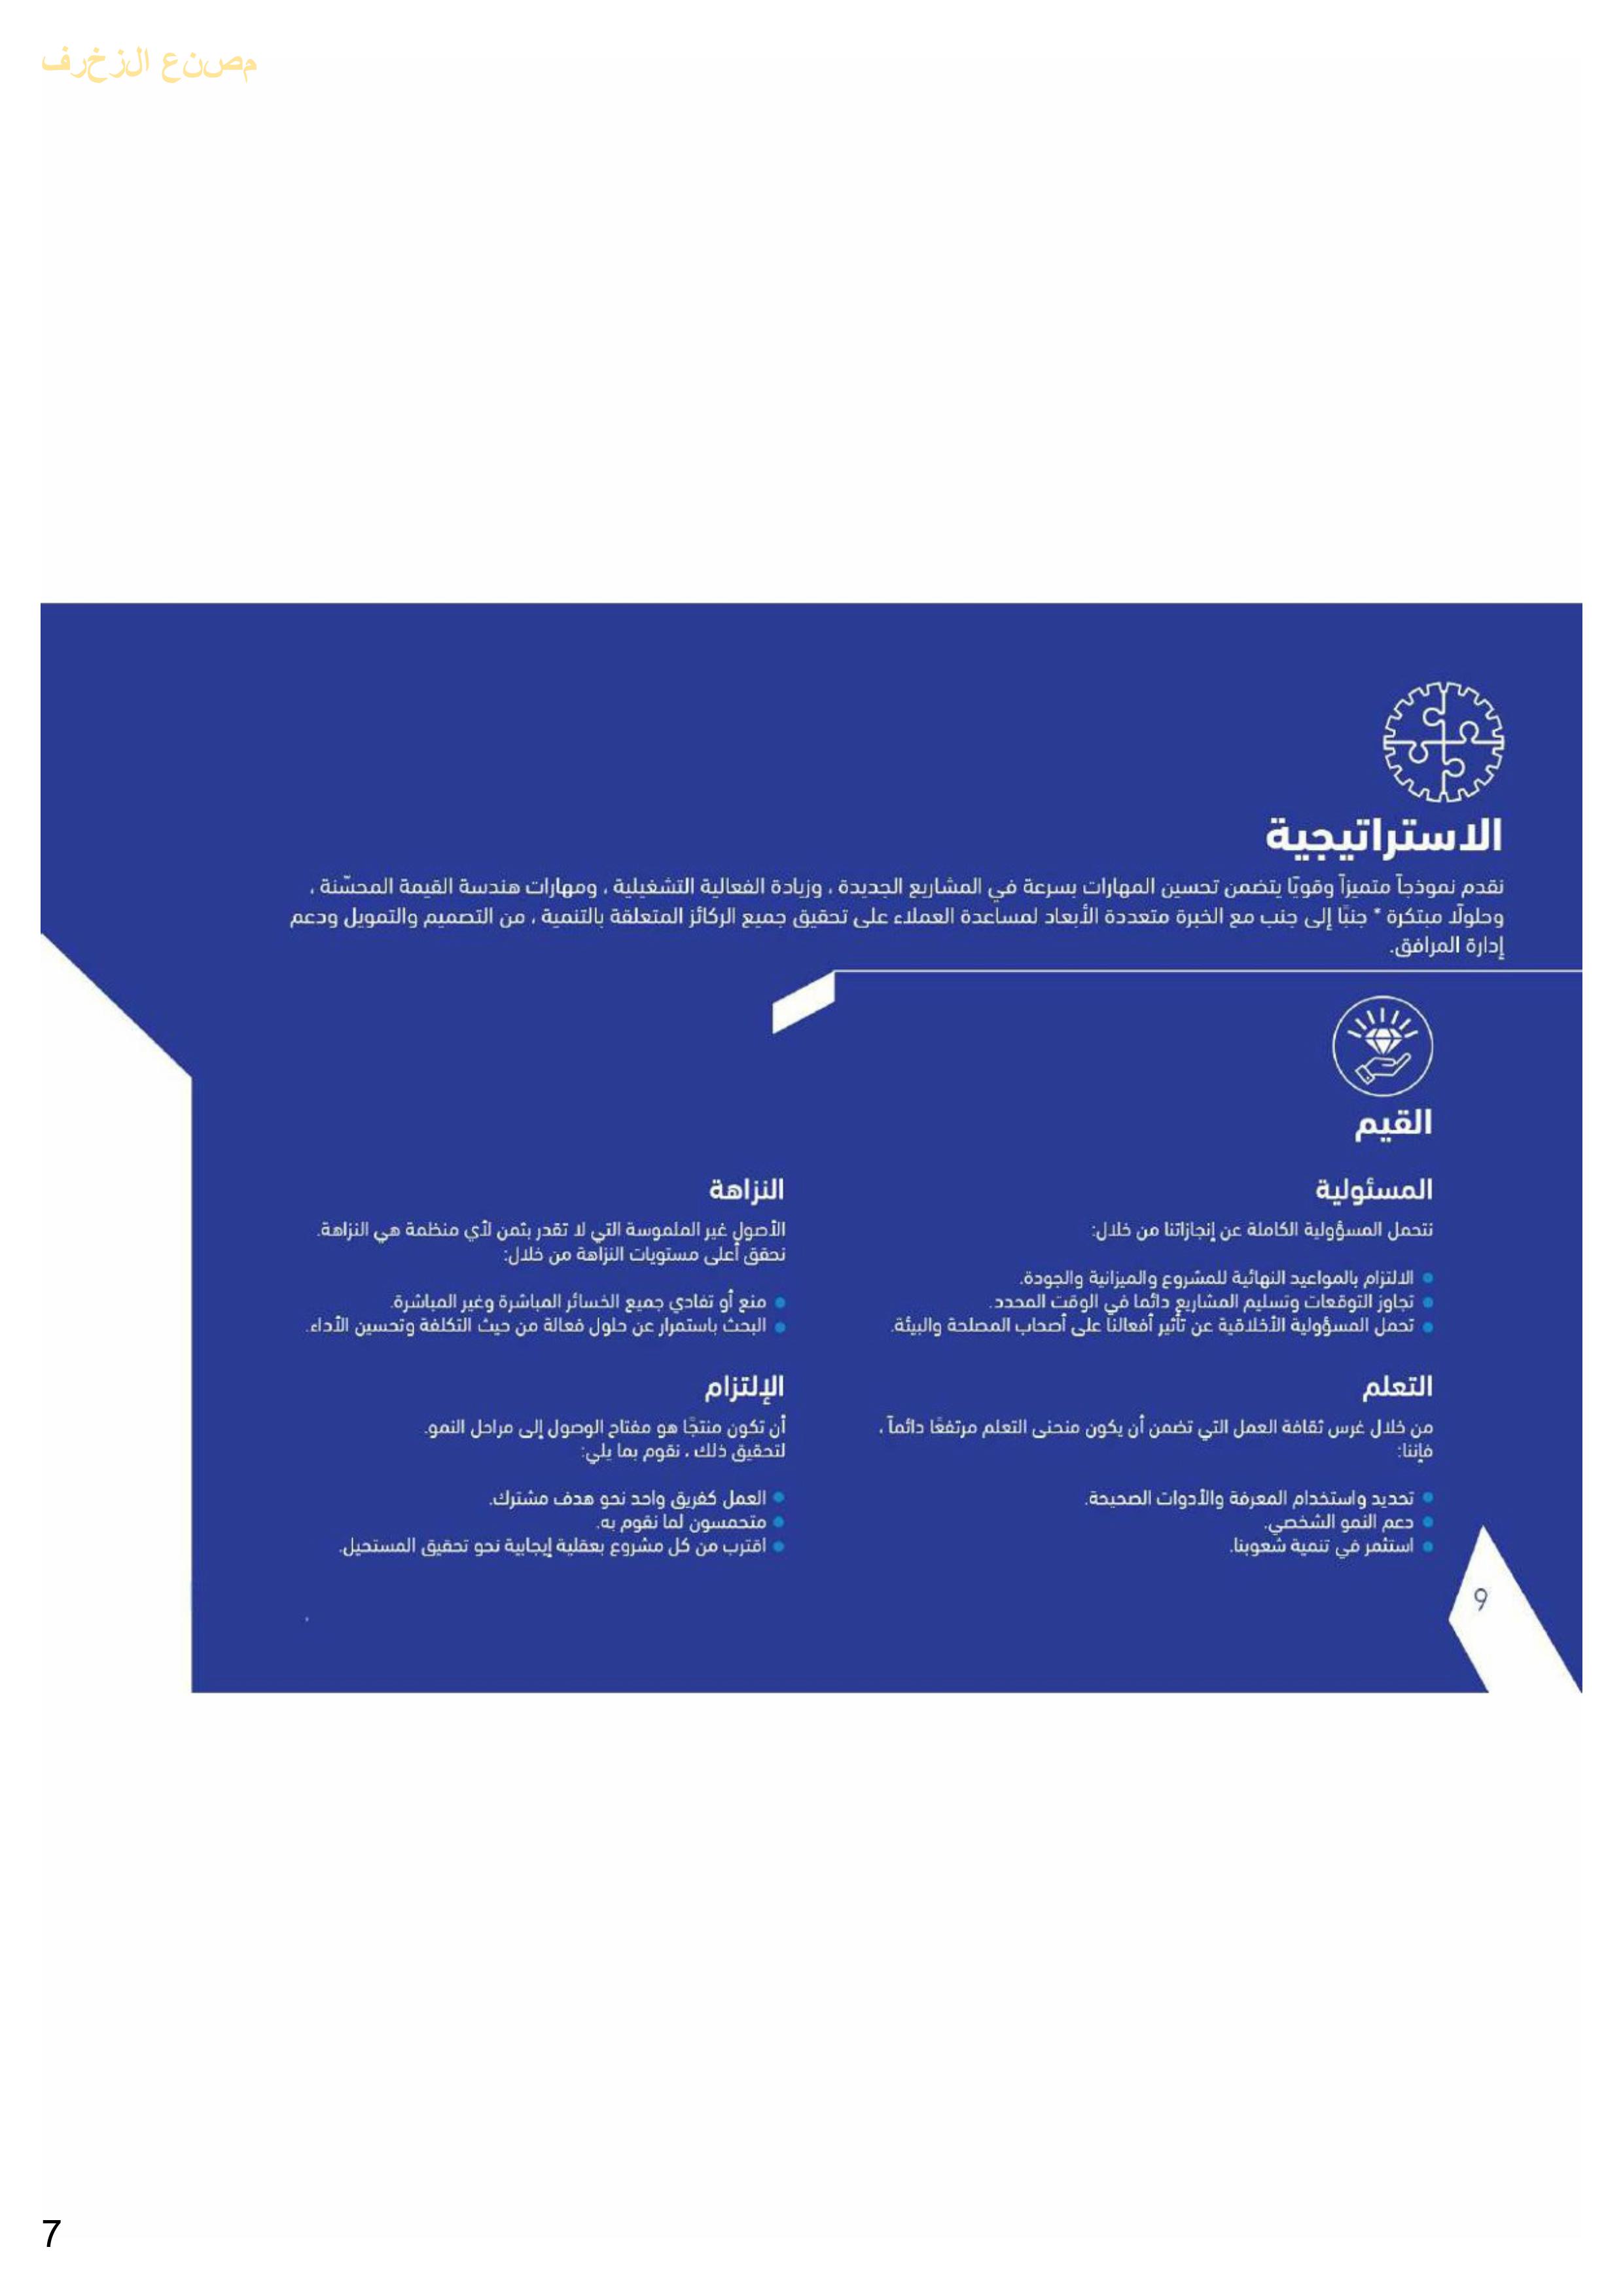 مصنع الزخرف
الاستراتيجية
نقدم نموذجاً متميزاً وقويًا يتضمن تحسين المهارات بسرعة في المشاريع الجديدة ، وزيادة الفعالية التشغيلية ، ومهارات هندسة القيمة المحسّنة ،
وحلولًا مبتكرة * جنبًا إلى جنب مع الخبرة متعددة الأبعاد لمساعدة العملاء على تحقيق جميع الركائز المتعلقة بالتنمية ، من التصميم والتمويل ودعم
إدارة المرافق.
القيم
المسئولية
نتحمل المسؤولية الكاملة عن إنجازاتنا من خلال:
الالتزام بالمواعيد النهائية للمشروع والميزانية والجودة.
تجاوز التوقعات وتسليم المشاريع دائما في الوقت المحدد.
تحمل المسؤولية الأخلاقية عن تأثير أفعالنا على أصحاب المصلحة والبيئة.
النزاهة
الأصول غير الملموسة التي لا تقدر بثمن لأي منظمة هي النزاهة.
نحقق أعلى مستويات النزاهة من خلال:
منع أو تفادي جميع الخسائر المباشرة وغير المباشرة.
البحث باستمرار عن حلول فعالة من حيث التكلفة وتحسين الأداء.
التعلم
من خلال غرس ثقافة العمل التي تضمن أن يكون منحنى التعلم مرتفعًا دائماً ،
فإننا:
تحديد واستخدام المعرفة والأدوات الصحيحة.
دعم النمو الشخصي.
استثمر في تنمية شعوبنا.
الإلتزام
أن تكون منتجًا هو مفتاح الوصول إلى مراحل النمو.
لتحقيق ذلك ، نقوم بما يلي:
العمل كفريق واحد نحو هدف مشترك.
متحمسون لما نقوم به.
اقترب من كل مشروع بعقلية إيجابية نحو تحقيق المستحيل.
9
7